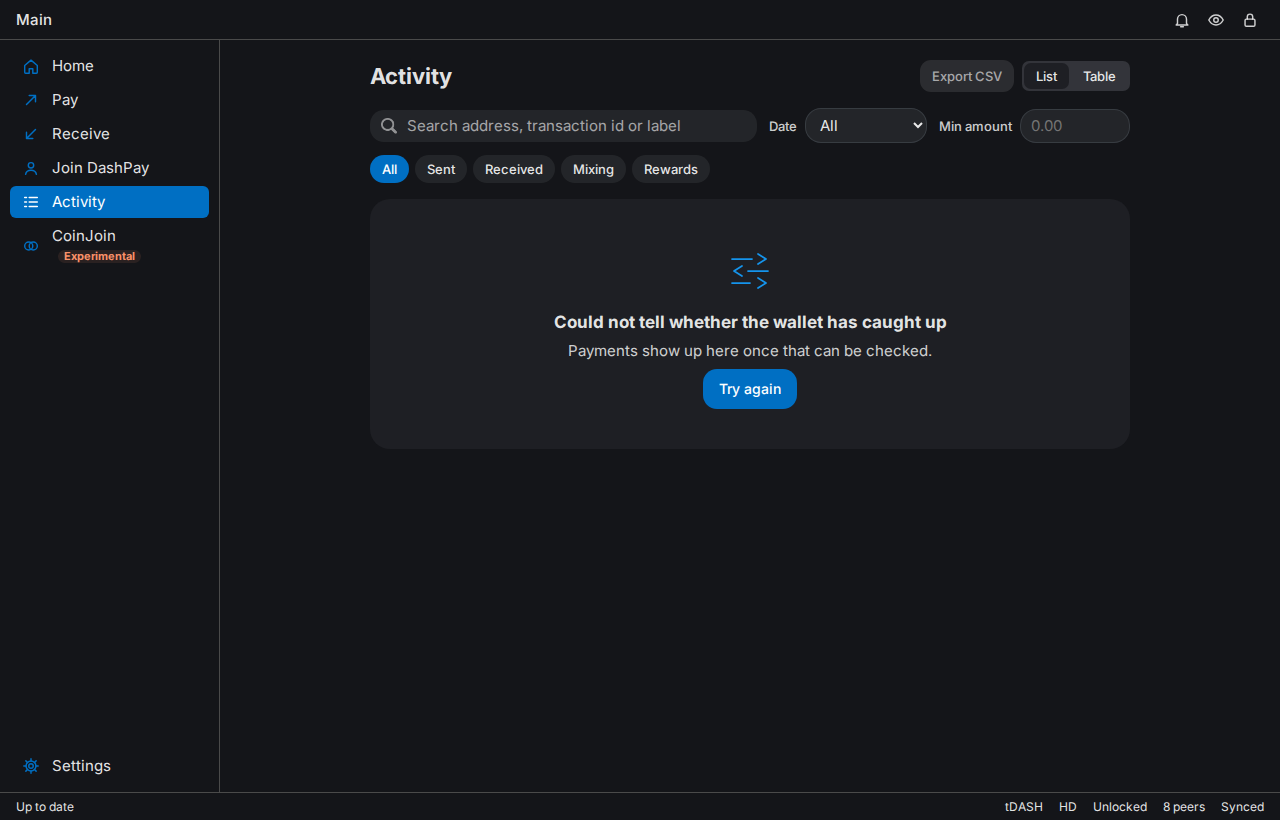 Main
Home
Pay
Receive
Join DashPay
Activity
CoinJoin
Experimental
Settings
Activity
Export CSV
List
Table
Search address, transaction id or label
Date
All
Min amount
0.00
All
Sent
Received
Mixing
Rewards
Could not tell whether the wallet has caught up
Payments show up here once that can be checked.
Try again
Up to date
tDASH
HD
Unlocked
8 peers
Synced